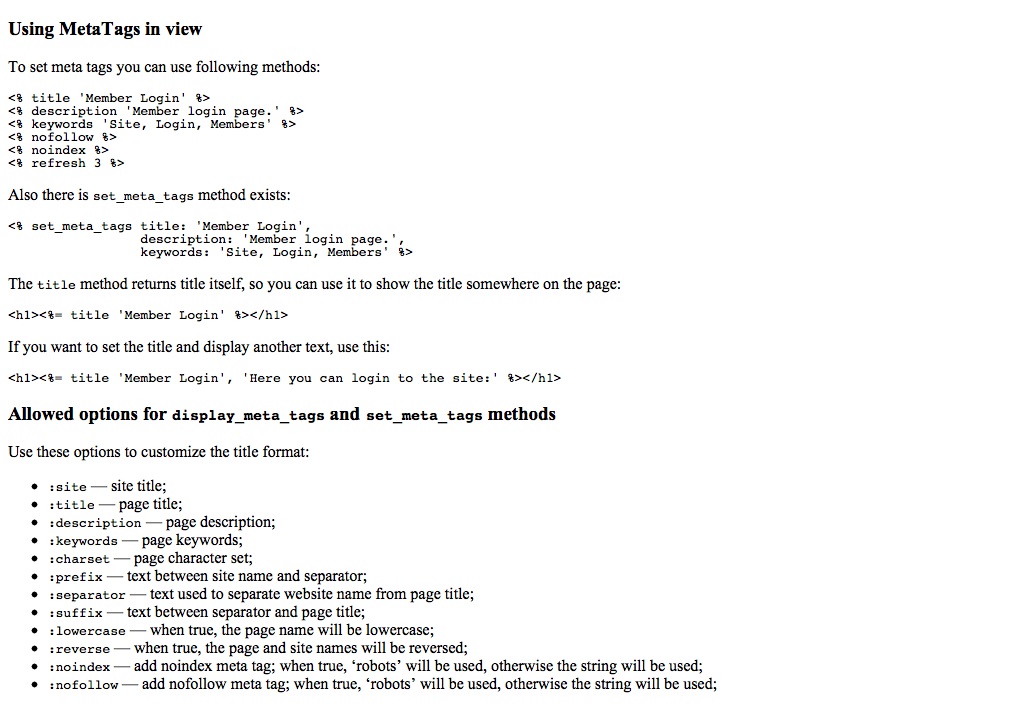 Using MetaTags in view
To set meta tags you can use following methods:
<% title 'Member Login' %>
<% description 'Member login page.' %>
<% keywords 'Site, Login, Members' %>
<% nofollow %>
<% noindex %>
<% refresh 3 %>
Also there is set_meta_tags method exists:
<% set_meta_tags title: 'Member Login',
                 description: 'Member login page.',
                 keywords: 'Site, Login, Members' %>
The title method returns title itself, so you can use it to show the title somewhere on the page:
<h1><%= title 'Member Login' %></h1>
If you want to set the title and display another text, use this:
<h1><%= title 'Member Login', 'Here you can login to the site:' %></h1>
Allowed options for display_meta_tags and set_meta_tags methods
Use these options to customize the title format:
• :site — site title;
• :title — page title;
• :description — page description;
• :keywords — page keywords;
• :charset — page character set;
• :prefix — text between site name and separator;
• :separator — text used to separate website name from page title;
• :suffix — text between separator and page title;
• :lowercase — when true, the page name will be lowercase;
• :reverse — when true, the page and site names will be reversed;
• :noindex — add noindex meta tag; when true, ‘robots’ will be used, otherwise the string will be used;
• :nofollow — add nofollow meta tag; when true, ‘robots’ will be used, otherwise the string will be used;